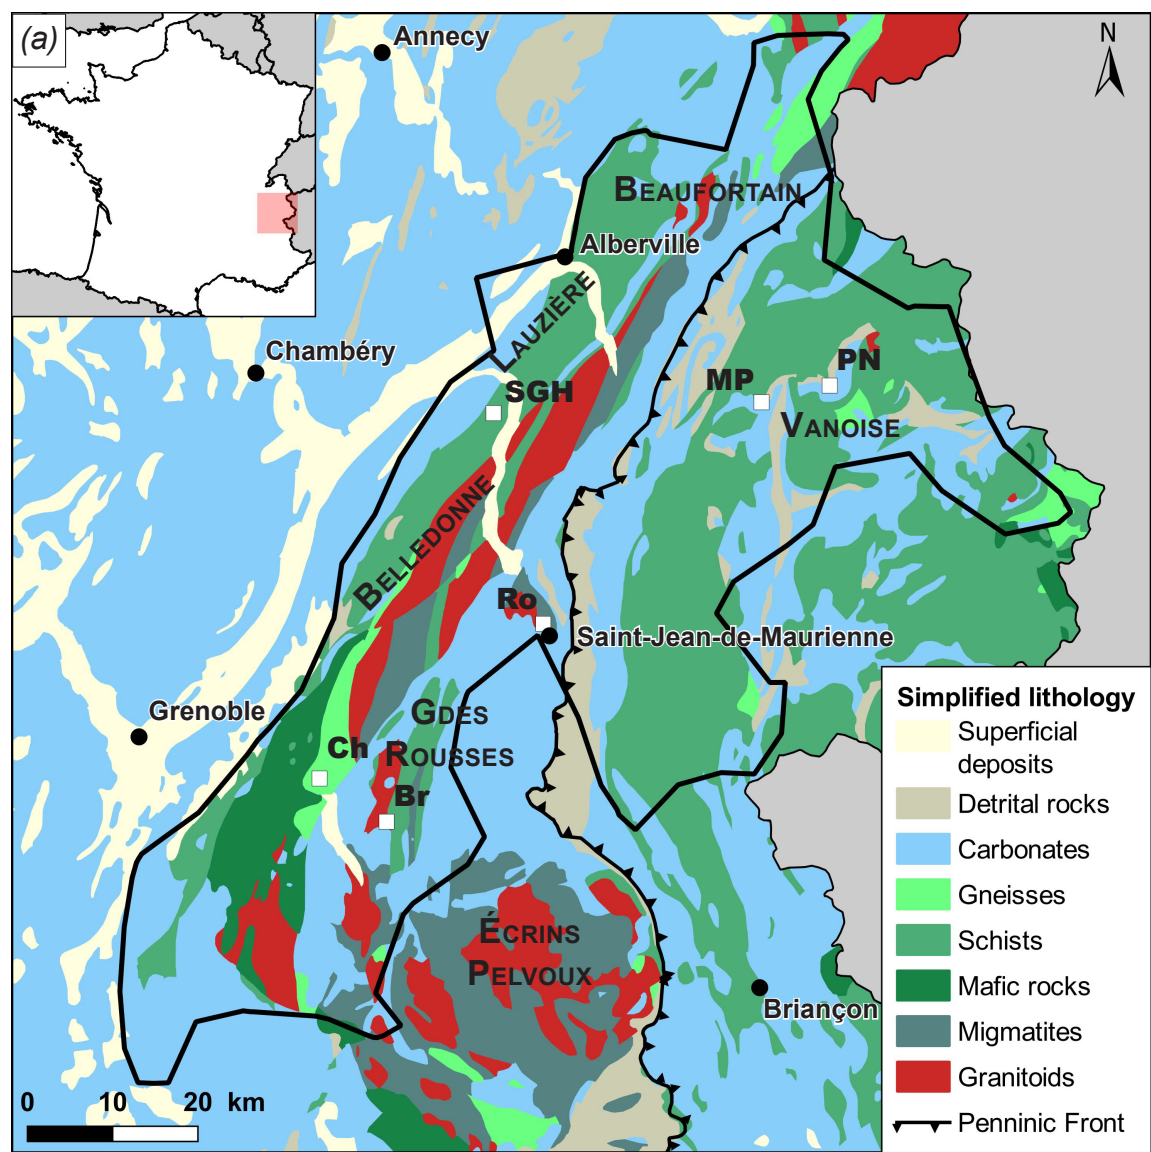 (a)
Annecy
N
BEAUFORTAIN
Alberville
LAUZIÈRE
Chambéry
PN
MP
SGH
VANOISE
BELLEDONNE
Ro
Saint-Jean-de-Maurienne
Grenoble
GDES
ROUSSES
Ch
Br
ÉCRINS
PELVOUX
Briançon
Simplified lithology
Superficial
deposits
Detrital rocks
Carbonates
Gneisses
Schists
Mafic rocks
Migmatites
Granitoids
Penninic Front
0 10 20 km